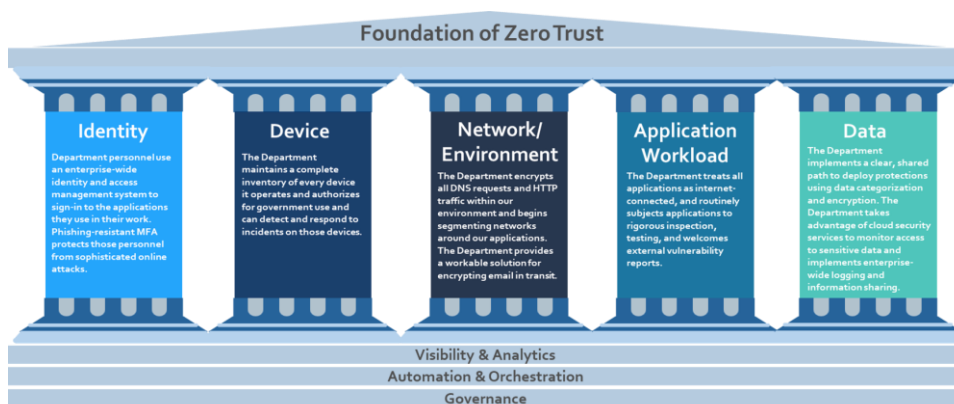 Foundation of Zero Trust
Identity
Department personnel use
an enterprise-wide
identity and access
management system to
sign-in to the applications
they use in their work.
Phishing-resistant MFA
protects those personnel
from sophisticated online
attacks.
Device
The Department
maintains a complete
inventory of every device
it operates and authorizes
for government use and
can detect and respond to
incidents on those devices.
Network/
Environment
The Department encrypts
all DNS requests and HTTP
traffic within our
environment and begins
segmenting networks
around our applications.
The Department provides
a workable solution for
encrypting email in transit.
Application
Workload
The Department treats all
applications as internet-
connected, and routinely
subjects applications to
rigorous inspection,
testing, and welcomes
external vulnerability
reports.
Data
The Department
implements a clear, shared
path to deploy protections
using data categorization
and encryption. The
Department takes
advantage of cloud security
services to monitor access
to sensitive data and
implements enterprise-
wide logging and
information sharing.
Visibility & Analytics
Automation & Orchestration
Governance